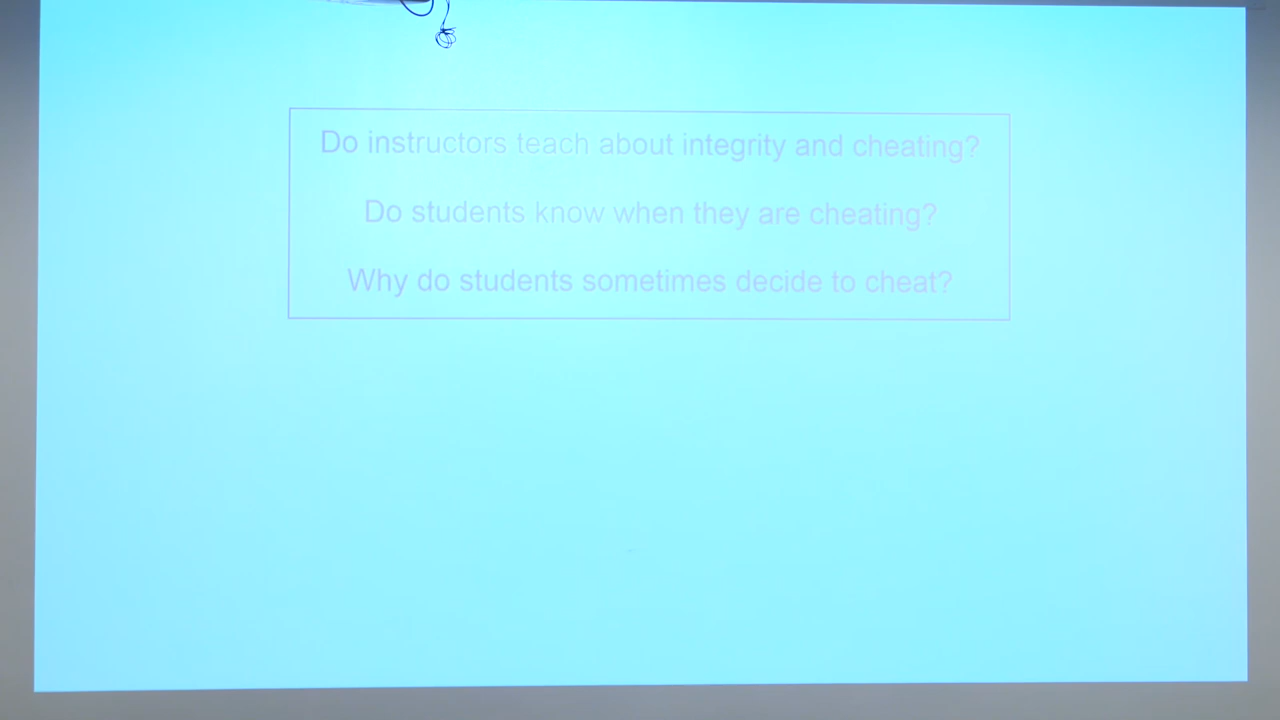 Do instructors teach about integrity and cheating?
Do students know when they are cheating?
Why do students sometimes decide to cheat?